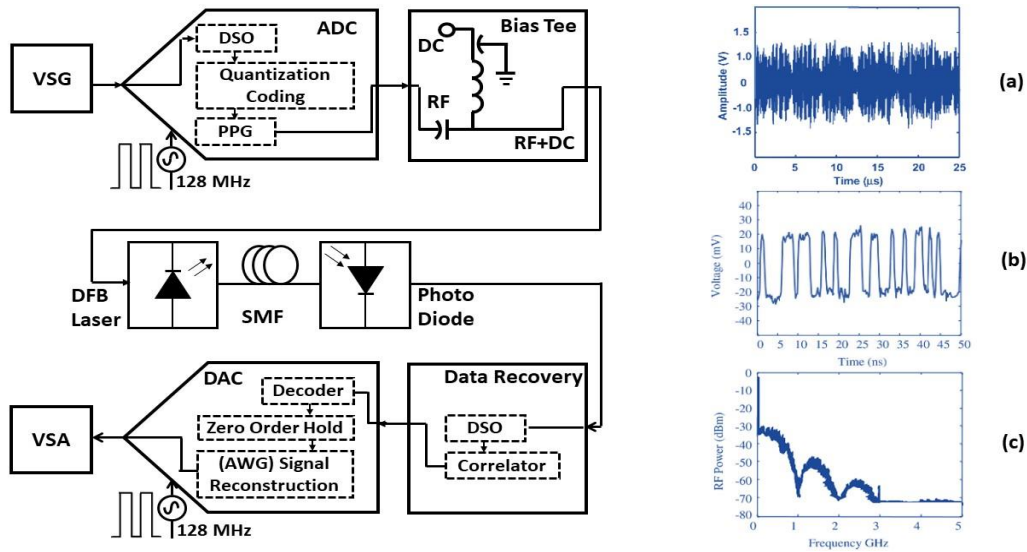 VSG
ADC
DSO
Quantization
Coding
PPG
128 MHz
Bias Tee
DC
RF
RF+DC
DFB
Laser
SMF
Photo
Diode
VSA
DAC
Decoder
Zero Order Hold
(AWG) Signal
Reconstruction
128 MHz
Data Recovery
DSO
Correlator
Amplitude (V)
1.5
1.0
0
-1.0
-1.5
0 5 10 15 20 25
Time (μs)
(a)
Voltage (mV)
40
30
20
10
0
-10
-20
-30
-40
0 5 10 15 20 25 30 35 40 45 50
Time (ns)
(b)
RF Power (dBm)
0
-10
-20
-30
-40
-50
-60
-70
-80
0 1 2 3 4 5
Frequency GHz
(c)